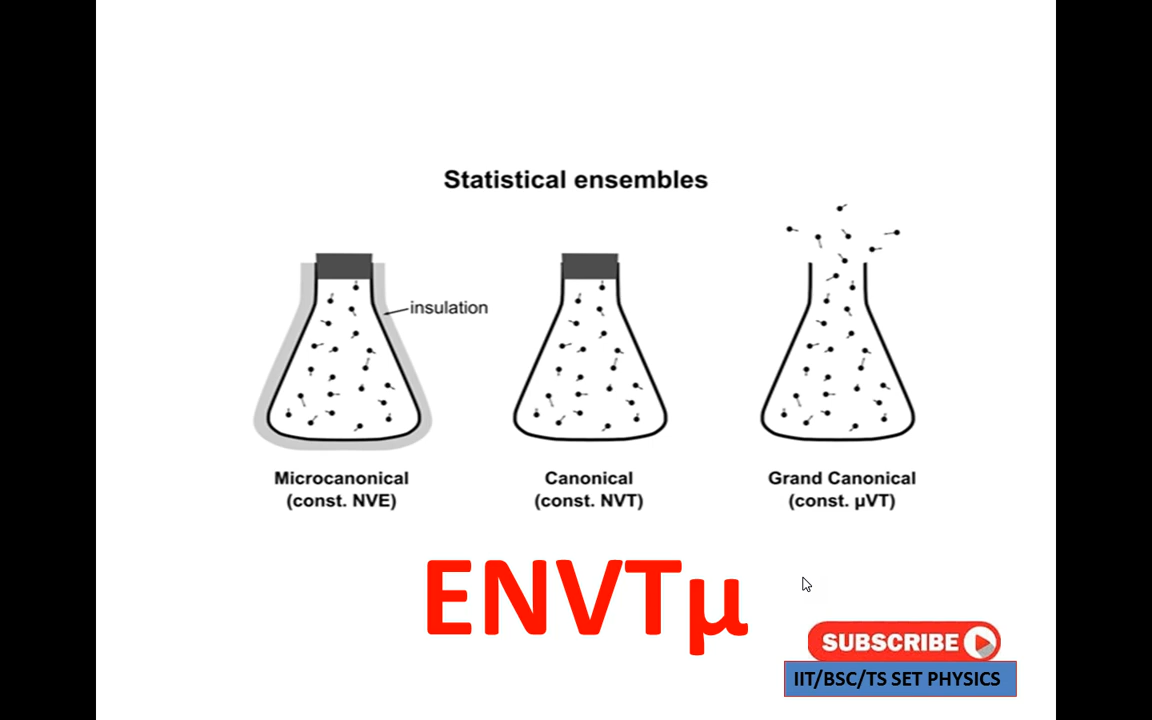 Statistical ensembles
insulation
Microcanonical
(const. NVE)
Canonical
(const. NVT)
Grand Canonical
(const. μVT)
ENVTμ
SUBSCRIBE
IIT/BSC/TS SET PHYSICS